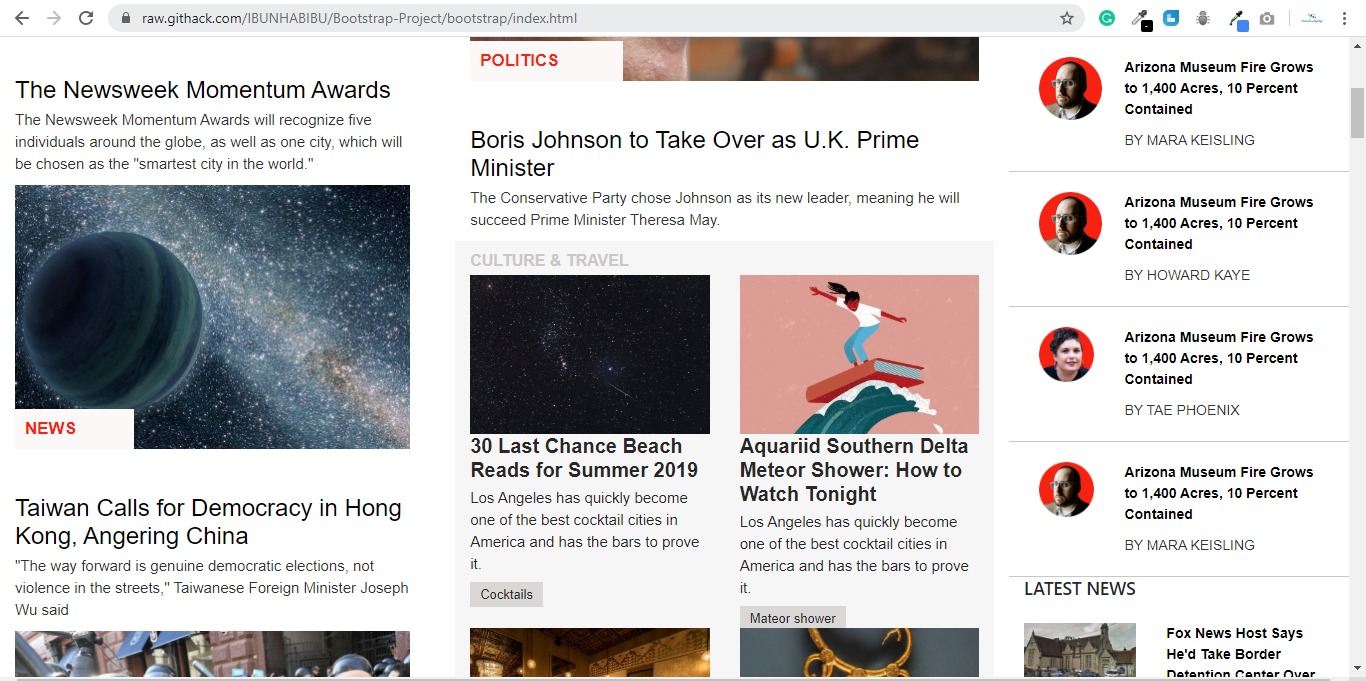 raw.githack.com/IBUNHABIBU/Bootstrap-Project/bootstrap/index.html
The Newsweek Momentum Awards
The Newsweek Momentum Awards will recognize five
individuals around the globe, as well as one city, which will
be chosen as the "smartest city in the world."
NEWS
Taiwan Calls for Democracy in Hong
Kong, Angering China
"The way forward is genuine democratic elections, not
violence in the streets," Taiwanese Foreign Minister Joseph
Wu said
POLITICS
Boris Johnson to Take Over as U.K. Prime
Minister
The Conservative Party chose Johnson as its new leader, meaning he will
succeed Prime Minister Theresa May.
CULTURE & TRAVEL
30 Last Chance Beach
Reads for Summer 2019
Los Angeles has quickly become
one of the best cocktail cities in
America and has the bars to prove
it.
Cocktails
Aquariid Southern Delta
Meteor Shower: How to
Watch Tonight
Los Angeles has quickly become
one of the best cocktail cities in
America and has the bars to prove
it.
Mateor shower
Arizona Museum Fire Grows
to 1,400 Acres, 10 Percent
Contained
BY MARA KEISLING
Arizona Museum Fire Grows
to 1,400 Acres, 10 Percent
Contained
BY HOWARD KAYE
Arizona Museum Fire Grows
to 1,400 Acres, 10 Percent
Contained
BY TAE PHOENIX
Arizona Museum Fire Grows
to 1,400 Acres, 10 Percent
Contained
BY MARA KEISLING
LATEST NEWS
Fox News Host Says
He'd Take Border
Detention Center Over